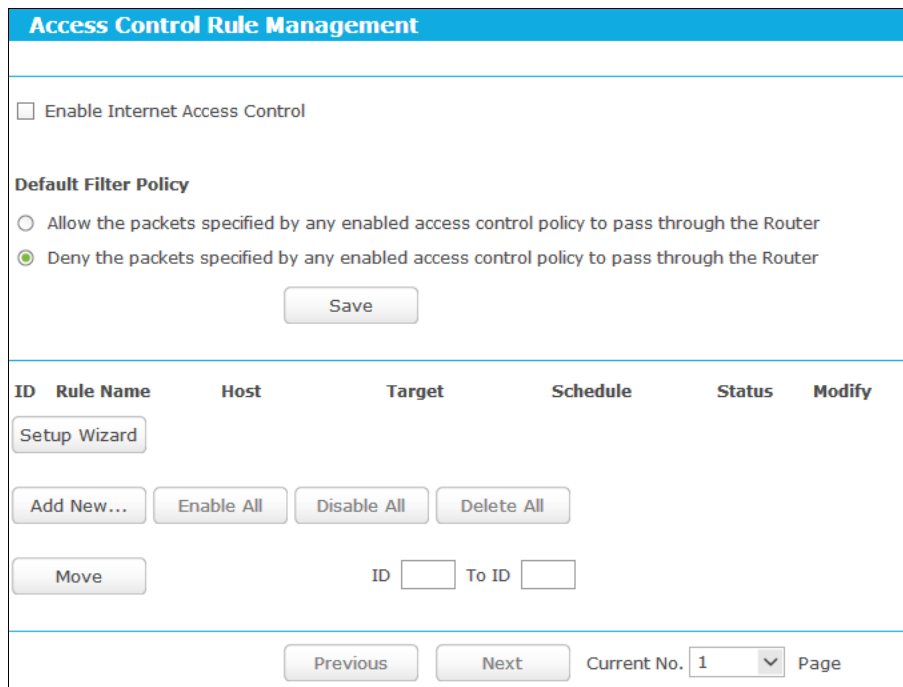 Access Control Rule Management
Enable Internet Access Control
Default Filter Policy
Allow the packets specified by any enabled access control policy to pass through the Router
Deny the packets specified by any enabled access control policy to pass through the Router
Save
ID Rule Name Host Target Schedule Status Modify
Setup Wizard
Add New... Enable All Disable All Delete All
Move ID To ID
Previous Next Current No. 1 Page